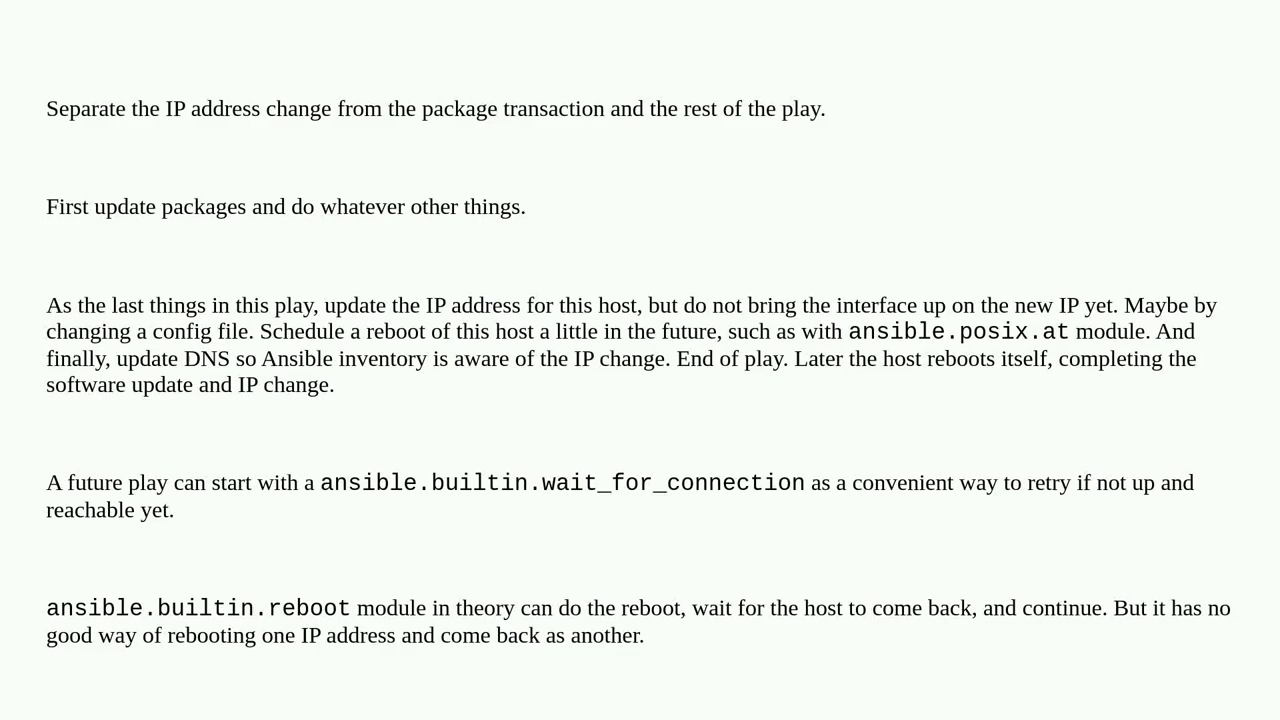 Separate the IP address change from the package transaction and the rest of the play.
First update packages and do whatever other things.
As the last things in this play, update the IP address for this host, but do not bring the interface up on the new IP yet. Maybe by
changing a config file. Schedule a reboot of this host a little in the future, such as with ansible.posix.at module. And
finally, update DNS so Ansible inventory is aware of the IP change. End of play. Later the host reboots itself, completing the
software update and IP change.
A future play can start with a ansible.builtin.wait_for_connection as a convenient way to retry if not up and
reachable yet.
ansible.builtin.reboot module in theory can do the reboot, wait for the host to come back, and continue. But it has no
good way of rebooting one IP address and come back as another.